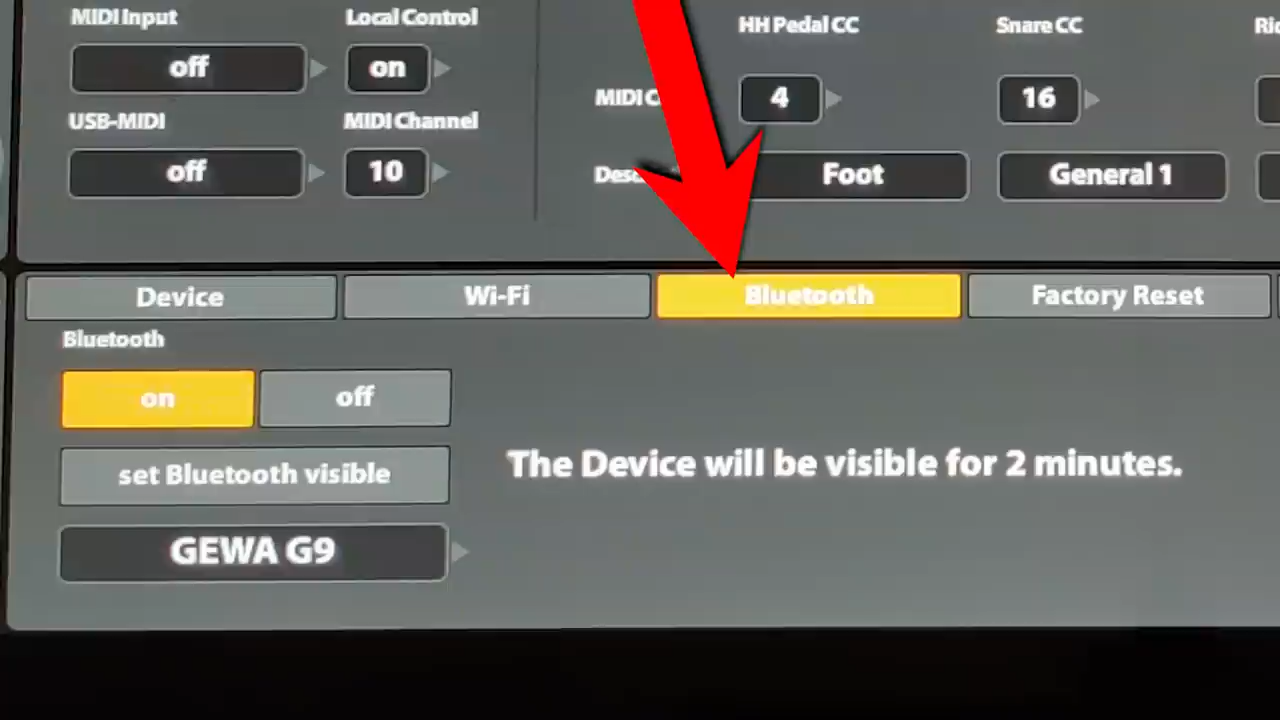 MIDI Input Local Control HH Pedal CC Snare CC
off on
MIDI 4 16
USB-MIDI MIDI Channel
off 10 Foot General 1
Device Wi-Fi Bluetooth Factory Reset
Bluetooth
on off
set Bluetooth visible
The Device will be visible for 2 minutes.
GEWA G9